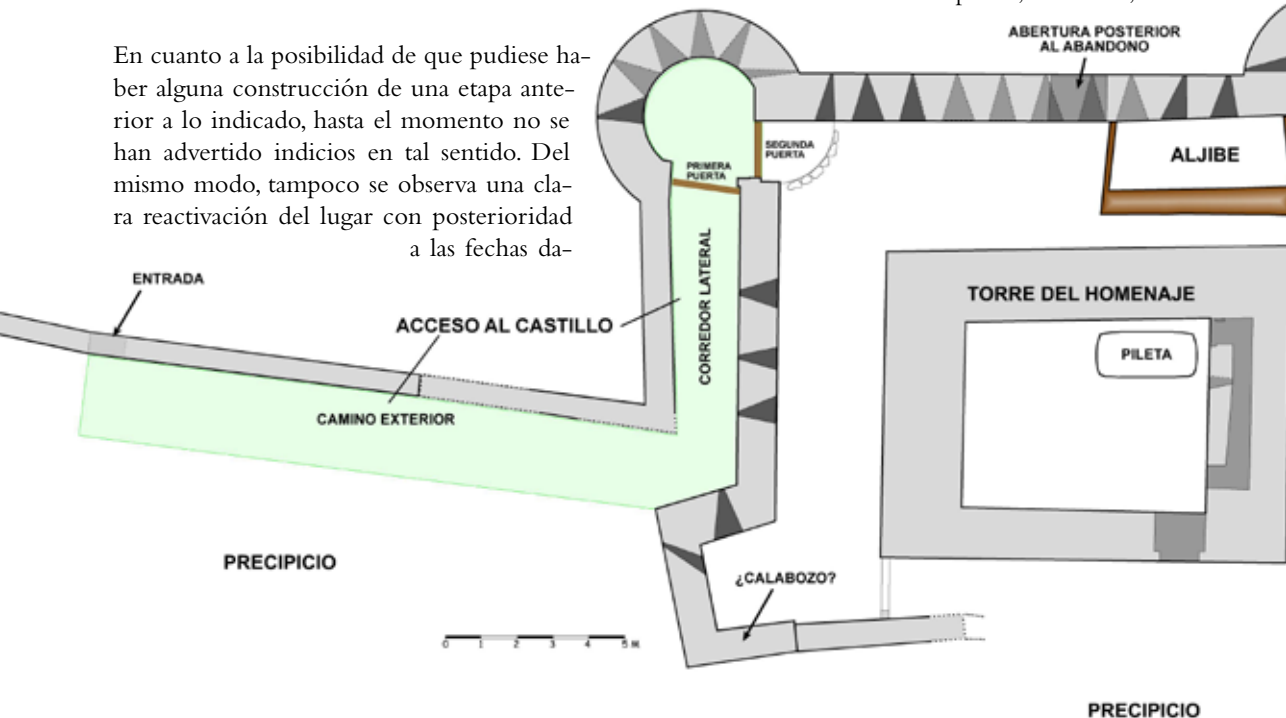 En cuanto a la posibilidad de que pudiese ha-
ber alguna construcción de una etapa ante-
rior a lo indicado, hasta el momento no se
han advertido indicios en tal sentido. Del
mismo modo, tampoco se observa una cla-
ra reactivación del lugar con posterioridad
a las fechas da-
ABERTURA POSTERIOR
AL ABANDONO
SEGUNDA
PUERTA
PRIMERA
PUERTA
ALJIBE
CORREDOR LATERAL
ENTRADA
ACCESO AL CASTILLO
CAMINO EXTERIOR
TORRE DEL HOMENAJE
PILETA
PRECIPICIO
¿CALABOZO?
0 1 2 3 4 5 M.
PRECIPICIO